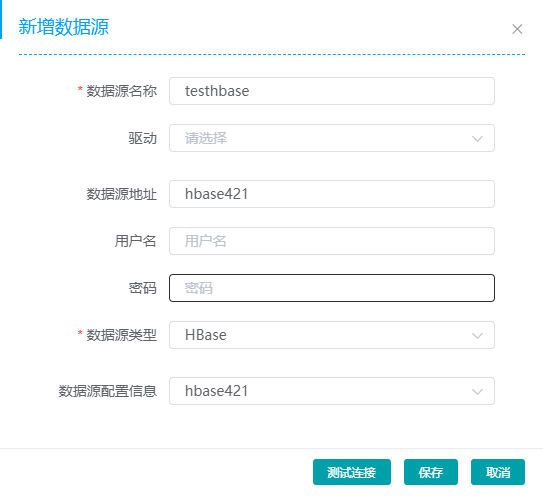 新增数据源
* 数据源名称 testhbase
驱动 请选择
数据源地址 hbase421
用户名 用户名
密码 密码
* 数据源类型 HBase
数据源配置信息 hbase421
测试连接 保存 取消